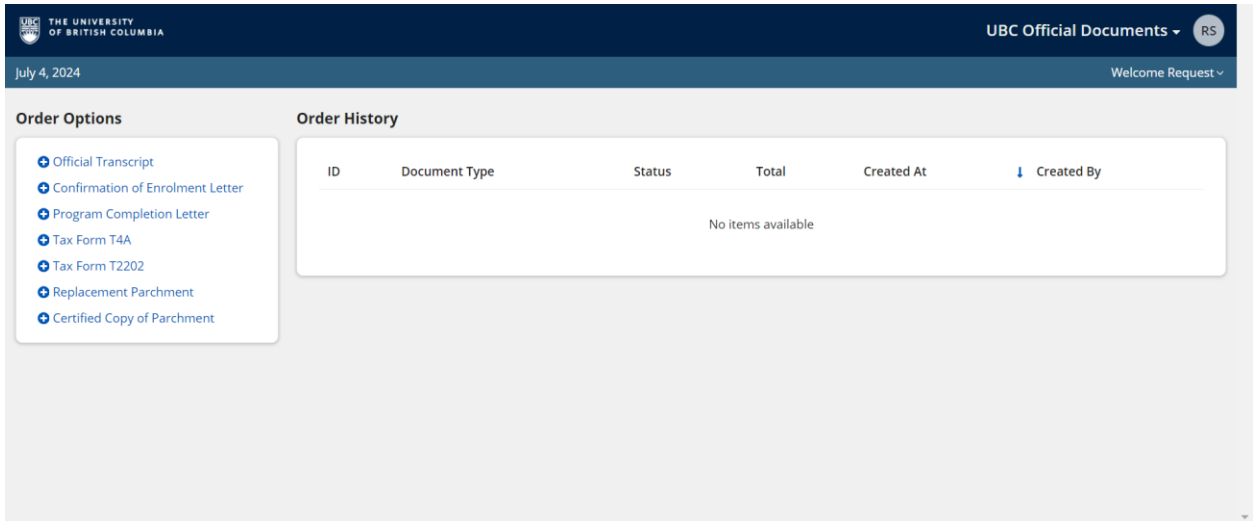 UBC
THE UNIVERSITY
OF BRITISH COLUMBIA
UBC Official Documents
RS
July 4, 2024
Welcome Request
Order Options
Official Transcript
Confirmation of Enrolment Letter
Program Completion Letter
Tax Form T4A
Tax Form T2202
Replacement Parchment
Certified Copy of Parchment
Order History
ID Document Type Status Total Created At Created By
No items available